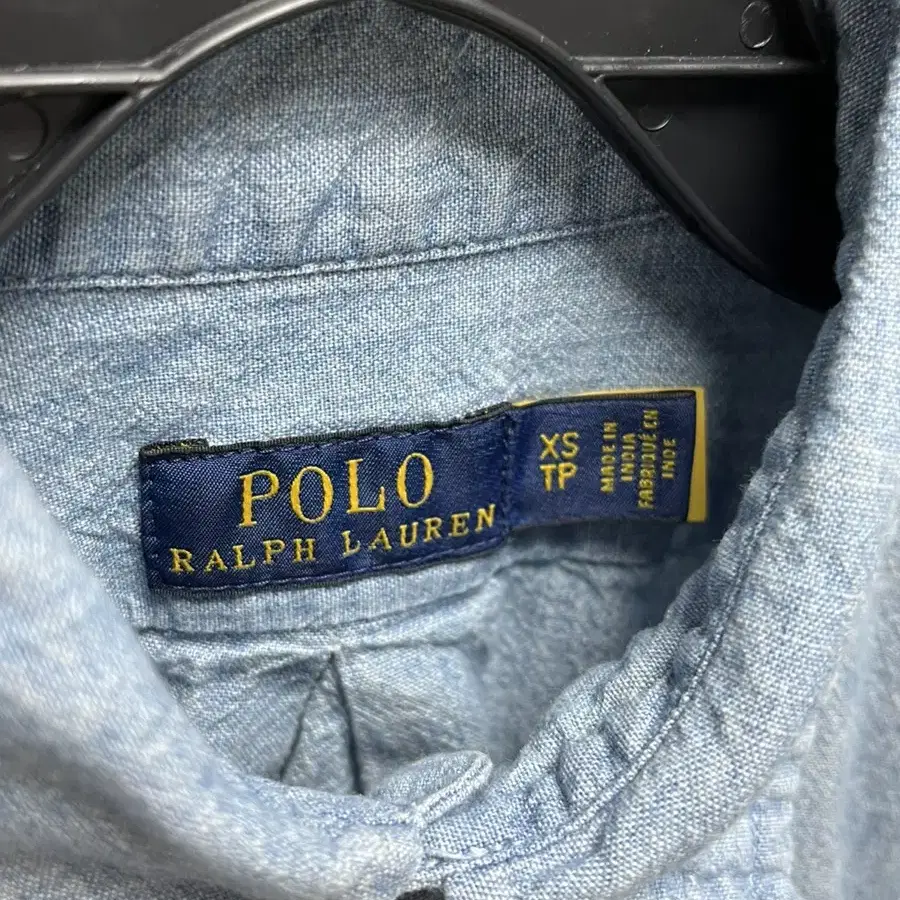 POLO
RALPH LAUREN
XS
TP
MADE IN
INDIA
FABRIQUÉ EN
INDE